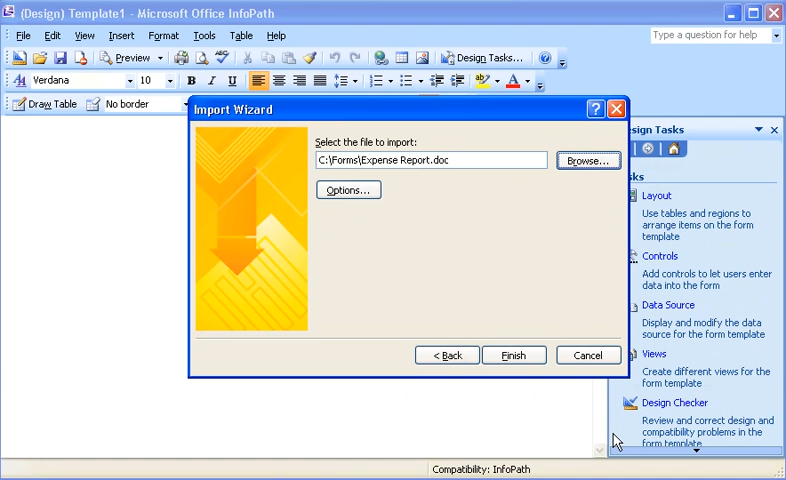 (Design) Template1 - Microsoft Office InfoPath
File Edit View Insert Format Tools Table Help
Type a question for help
Preview
Design Tasks...
Verdana 10 B I U
Draw Table No border
Import Wizard
Select the file to import:
C:\Forms\Expense Report.doc
Browse...
Options...
< Back Finish Cancel
esign Tasks
ks
Layout
Use tables and regions to
arrange items on the form
template
Controls
Add controls to let users enter
data into the form
Data Source
Display and modify the data
source for the form template
Views
Create different views for the
form template
Design Checker
Review and correct design and
compatibility problems in the
form template
Compatibility: InfoPath